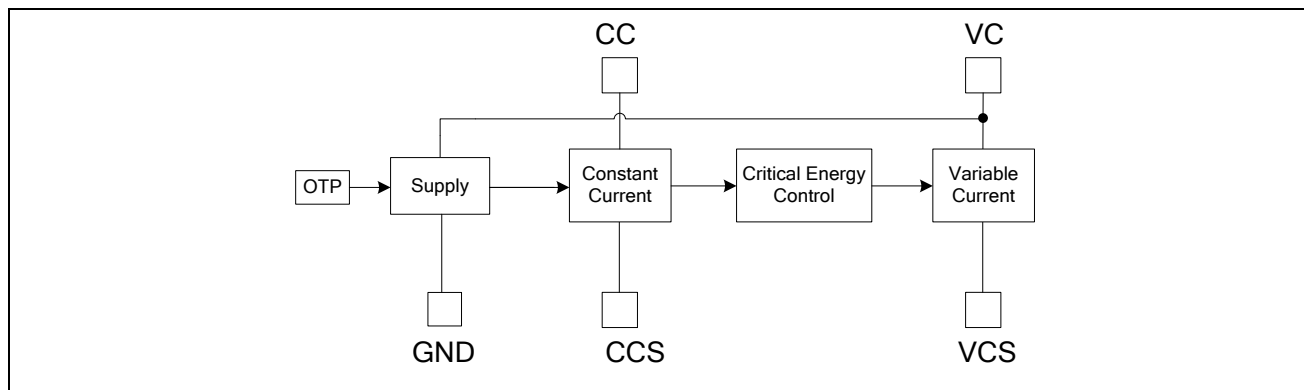 CC
VC
OTP
Supply
Constant
Current
Critical Energy
Control
Variable
Current
GND
CCS
VCS